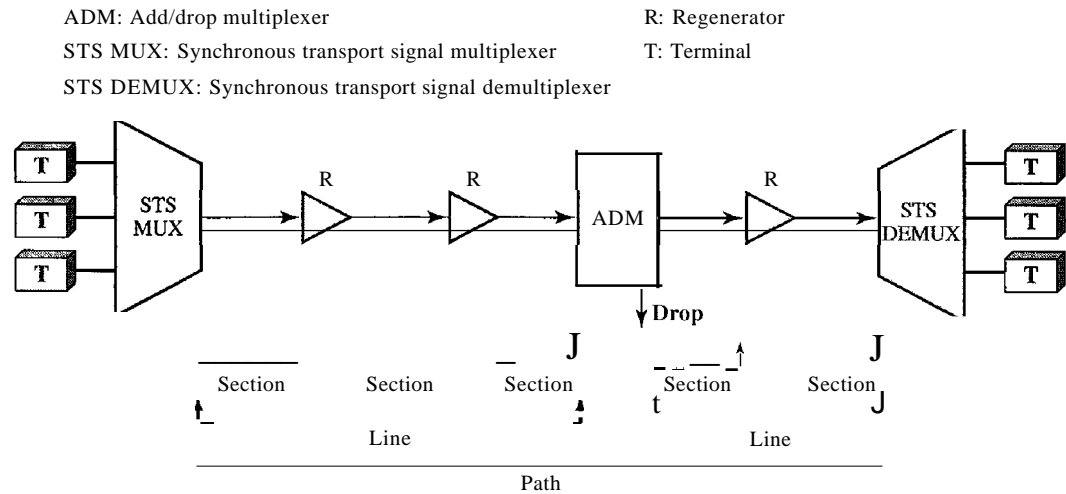 ADM: Add/drop multiplexer
R: Regenerator
STS MUX: Synchronous transport signal multiplexer
T: Terminal
STS DEMUX: Synchronous transport signal demultiplexer
T
T
T
STS
MUX
R
R
ADM
R
STS
DEMUX
T
T
T
Drop
J
J
Section
Section
Section
Section
Section
t
J
Line
Line
Path